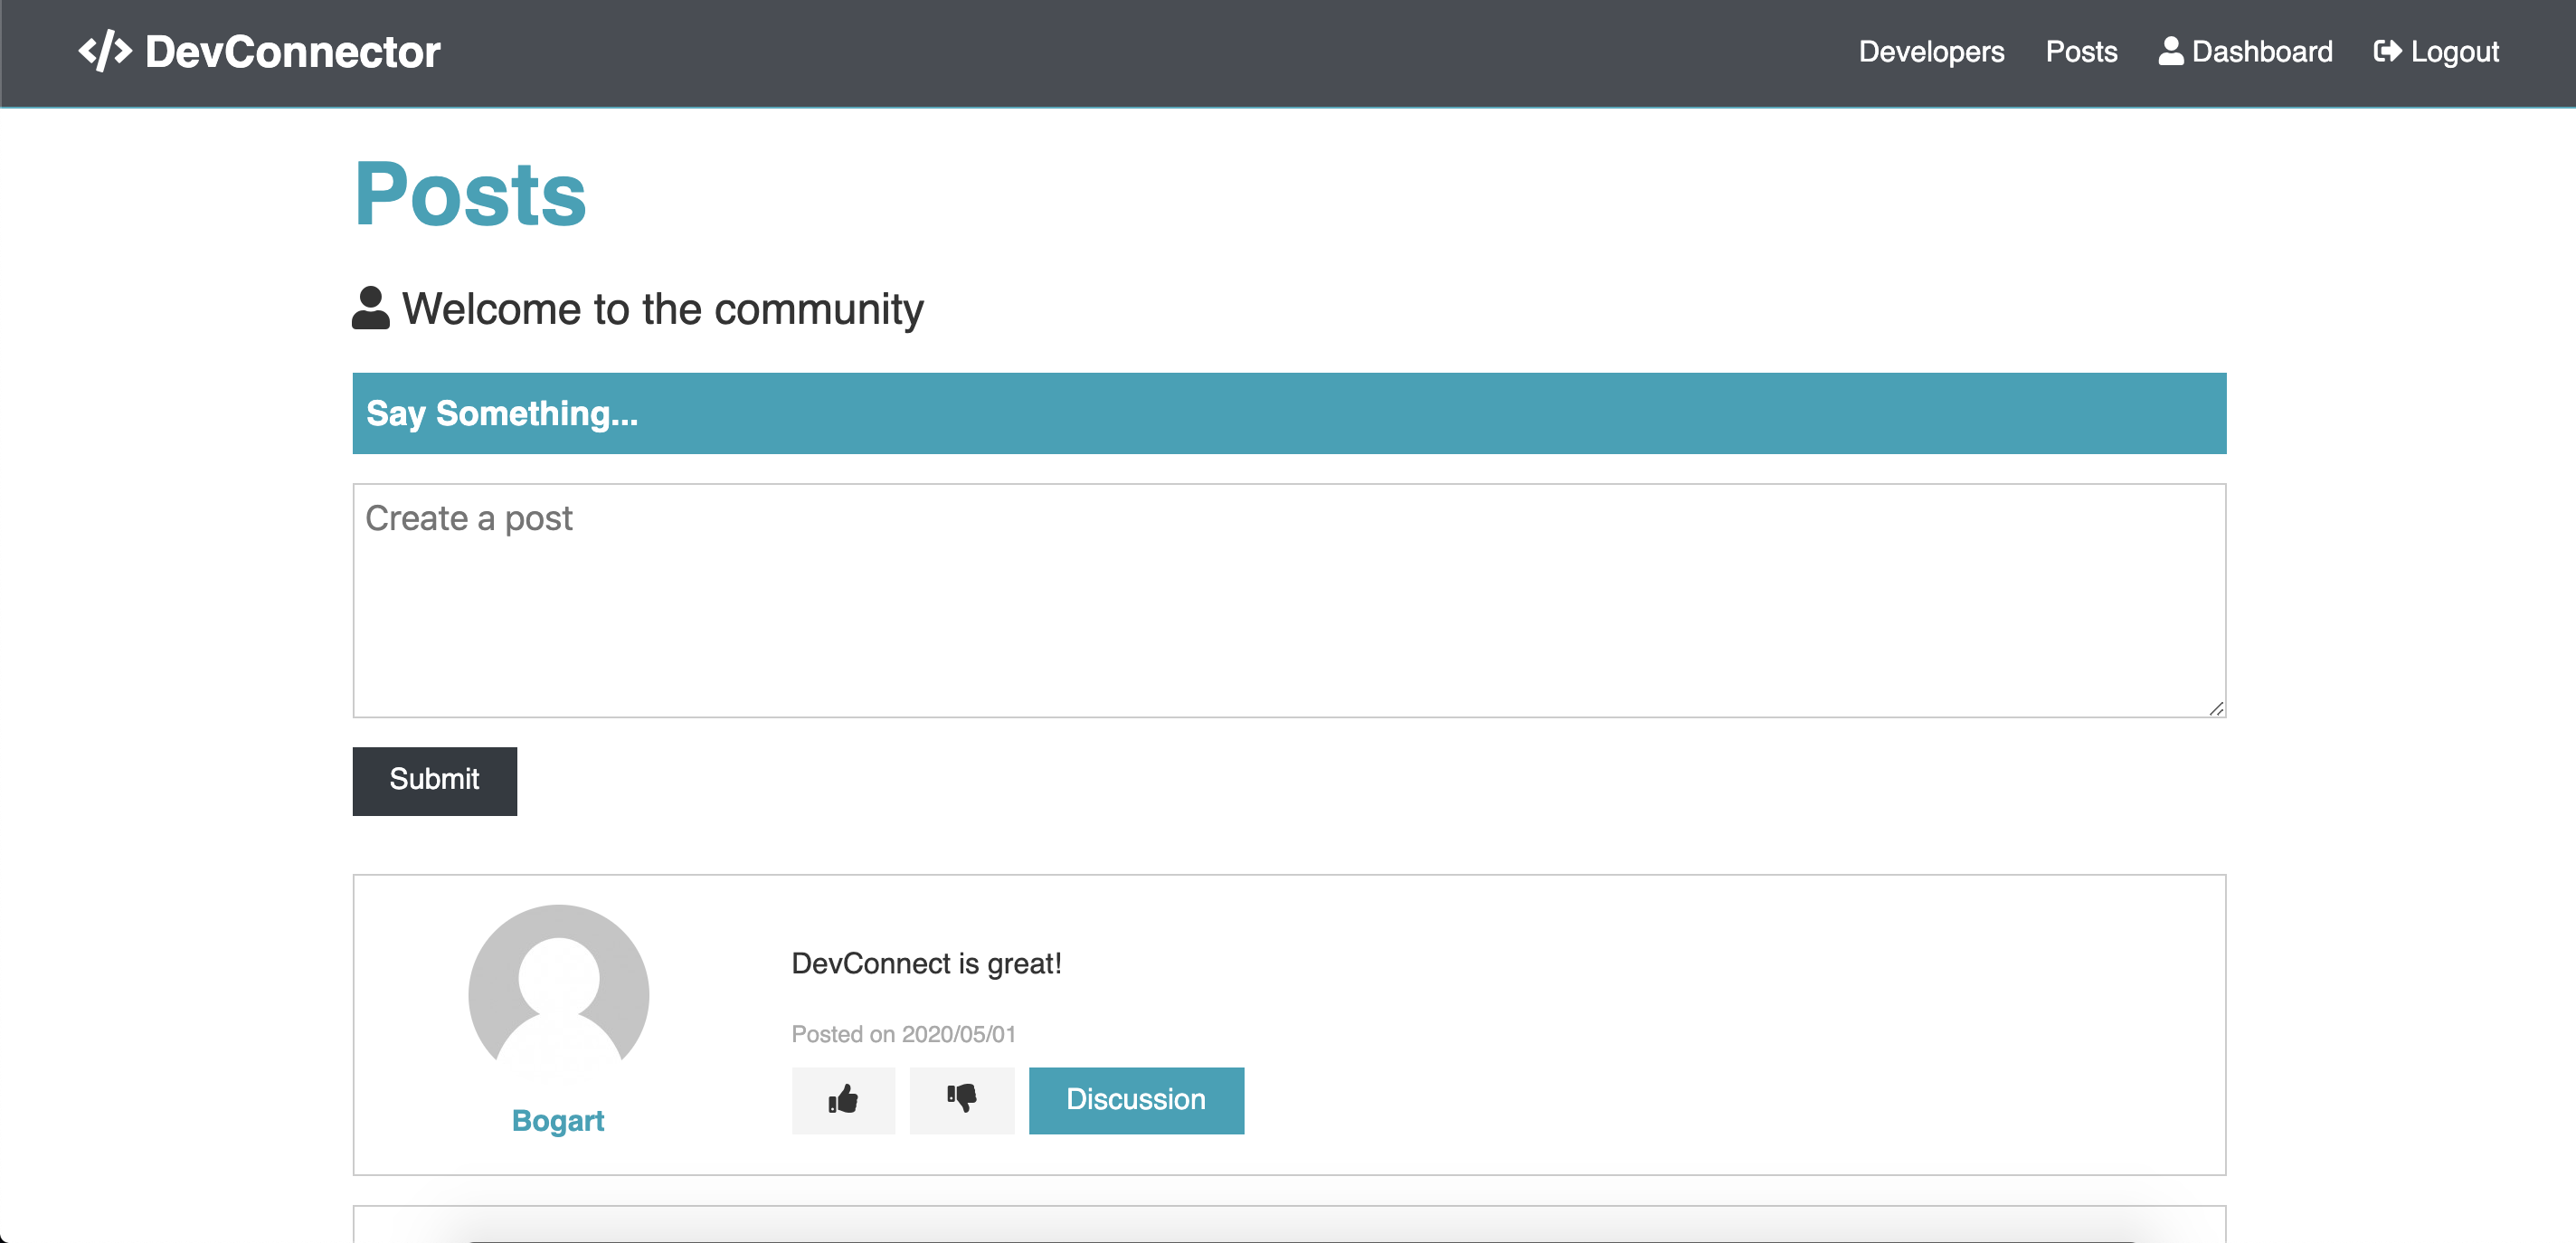 DevConnector
Developers Posts Dashboard Logout
Posts
Welcome to the community
Say Something...
Create a post
Submit
DevConnect is great!
Posted on 2020/05/01
Discussion
Bogart